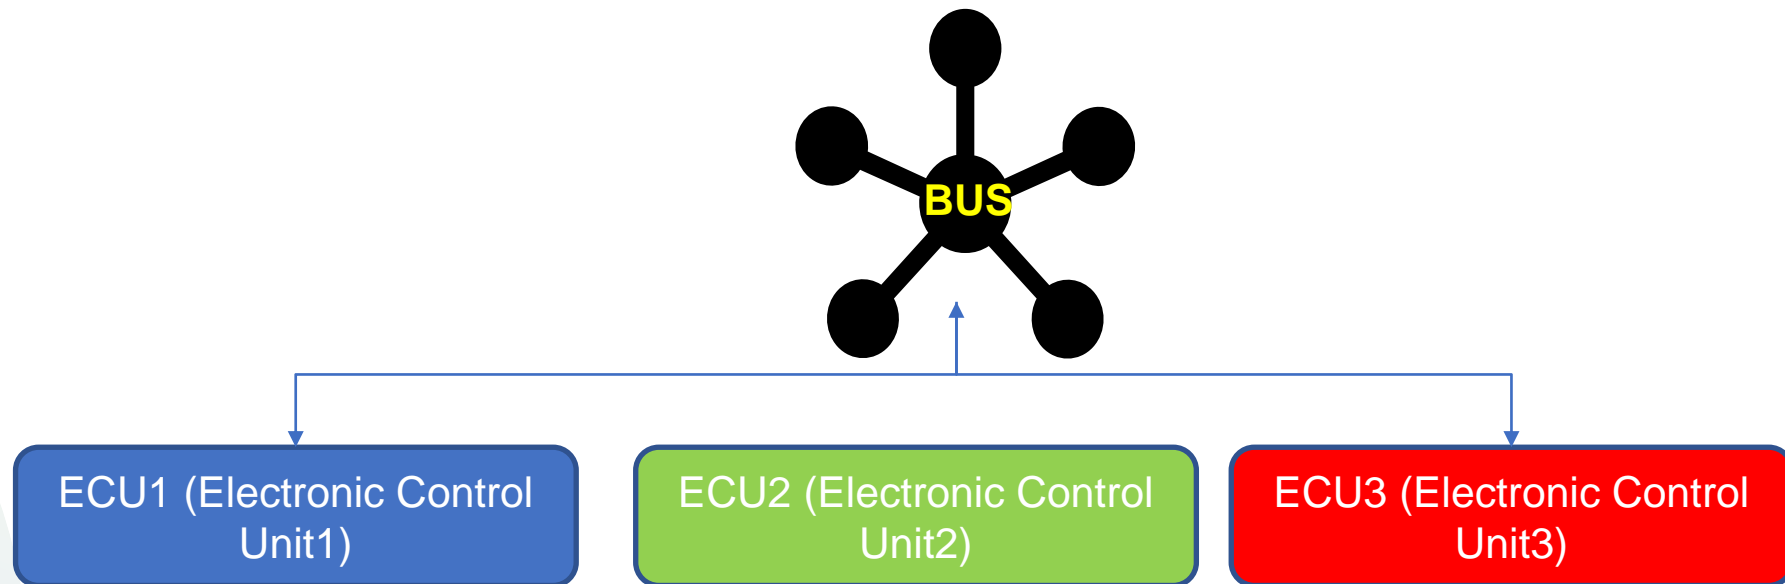 BUS
ECU1 (Electronic Control
Unit1)
ECU2 (Electronic Control
Unit2)
ECU3 (Electronic Control
Unit3)